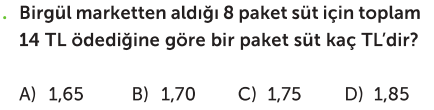 . Birgül marketten aldığı 8 paket süt için toplam
14 TL ödediğine göre bir paket süt kaç TL'dir?
A) 1,65 B) 1,70 C) 1,75 D) 1,85